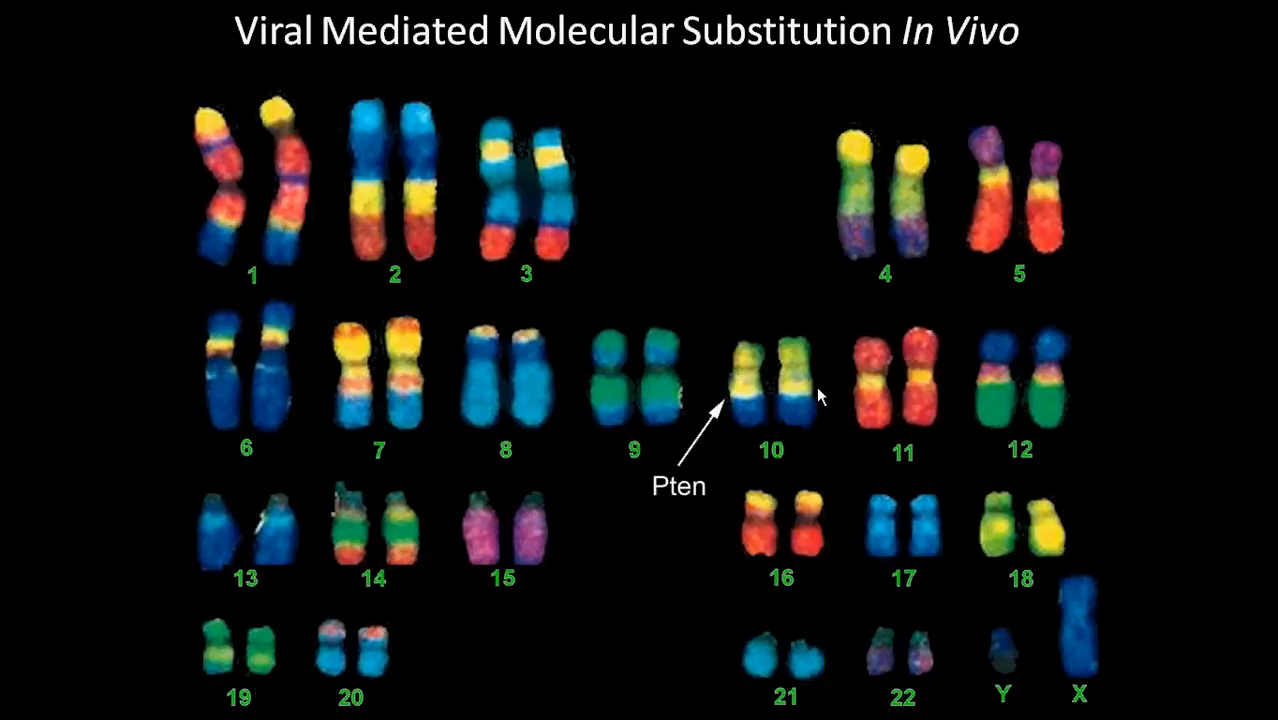 Viral Mediated Molecular Substitution In Vivo
1 2 3 4 5
6 7 8 9 10 11 12
Pten
13 14 15 16 17 18
19 20 21 22 Y X